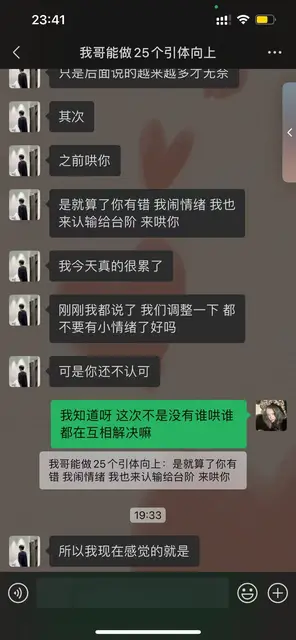 23:41
我哥能做25个引体向上
只是后面说的越来越多才无奈
其次
之前哄你
是就算了你有错 我闹情绪 我也
来认输给台阶 来哄你
我今天真的很累了
刚刚我都说了 我们调整一下 都
不要有小情绪了好吗
可是你还不认可
我知道呀 这次不是没有谁哄谁
都在互相解决嘛
我哥能做25个引体向上：是就算了你有
错 我闹情绪 我也来认输给台阶 来哄你
19:33
所以我现在感觉的就是